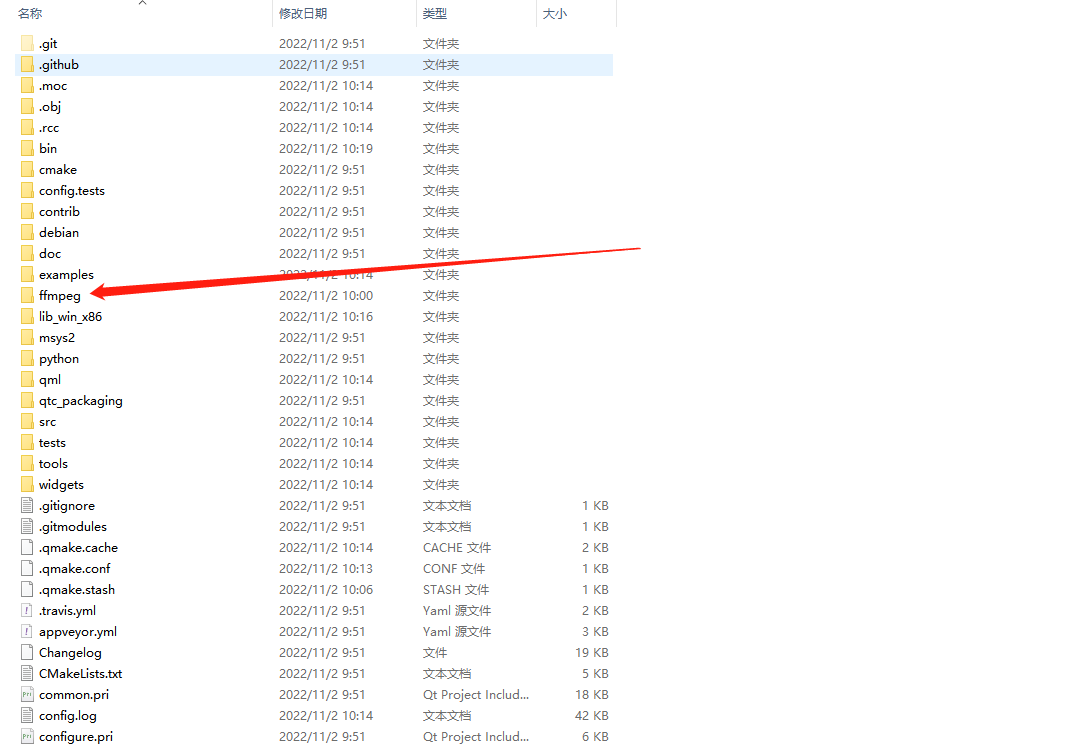 名称 修改日期 类型 大小
.git 2022/11/2 9:51 文件夹
.github 2022/11/2 9:51 文件夹
.moc 2022/11/2 10:14 文件夹
.obj 2022/11/2 10:14 文件夹
.rcc 2022/11/2 10:14 文件夹
bin 2022/11/2 10:19 文件夹
cmake 2022/11/2 9:51 文件夹
config.tests 2022/11/2 9:51 文件夹
contrib 2022/11/2 9:51 文件夹
debian 2022/11/2 9:51 文件夹
doc 2022/11/2 9:51 文件夹
examples 2022/11/2 10:14 文件夹
ffmpeg 2022/11/2 10:00 文件夹
lib_win_x86 2022/11/2 10:16 文件夹
msys2 2022/11/2 9:51 文件夹
python 2022/11/2 9:51 文件夹
qml 2022/11/2 10:14 文件夹
qtc_packaging 2022/11/2 9:51 文件夹
src 2022/11/2 10:14 文件夹
tests 2022/11/2 10:14 文件夹
tools 2022/11/2 10:14 文件夹
widgets 2022/11/2 10:14 文件夹
.gitignore 2022/11/2 9:51 文本文档 1 KB
.gitmodules 2022/11/2 9:51 文本文档 1 KB
.qmake.cache 2022/11/2 10:14 CACHE 文件 2 KB
.qmake.conf 2022/11/2 10:13 CONF 文件 1 KB
.qmake.stash 2022/11/2 10:06 STASH 文件 1 KB
.travis.yml 2022/11/2 9:51 Yaml 源文件 2 KB
appveyor.yml 2022/11/2 9:51 Yaml 源文件 3 KB
Changelog 2022/11/2 9:51 文件 19 KB
CMakeLists.txt 2022/11/2 9:51 文本文档 5 KB
common.pri 2022/11/2 9:51 Qt Project Includ... 18 KB
config.log 2022/11/2 10:14 文本文档 42 KB
configure.pri 2022/11/2 9:51 Qt Project Includ... 6 KB